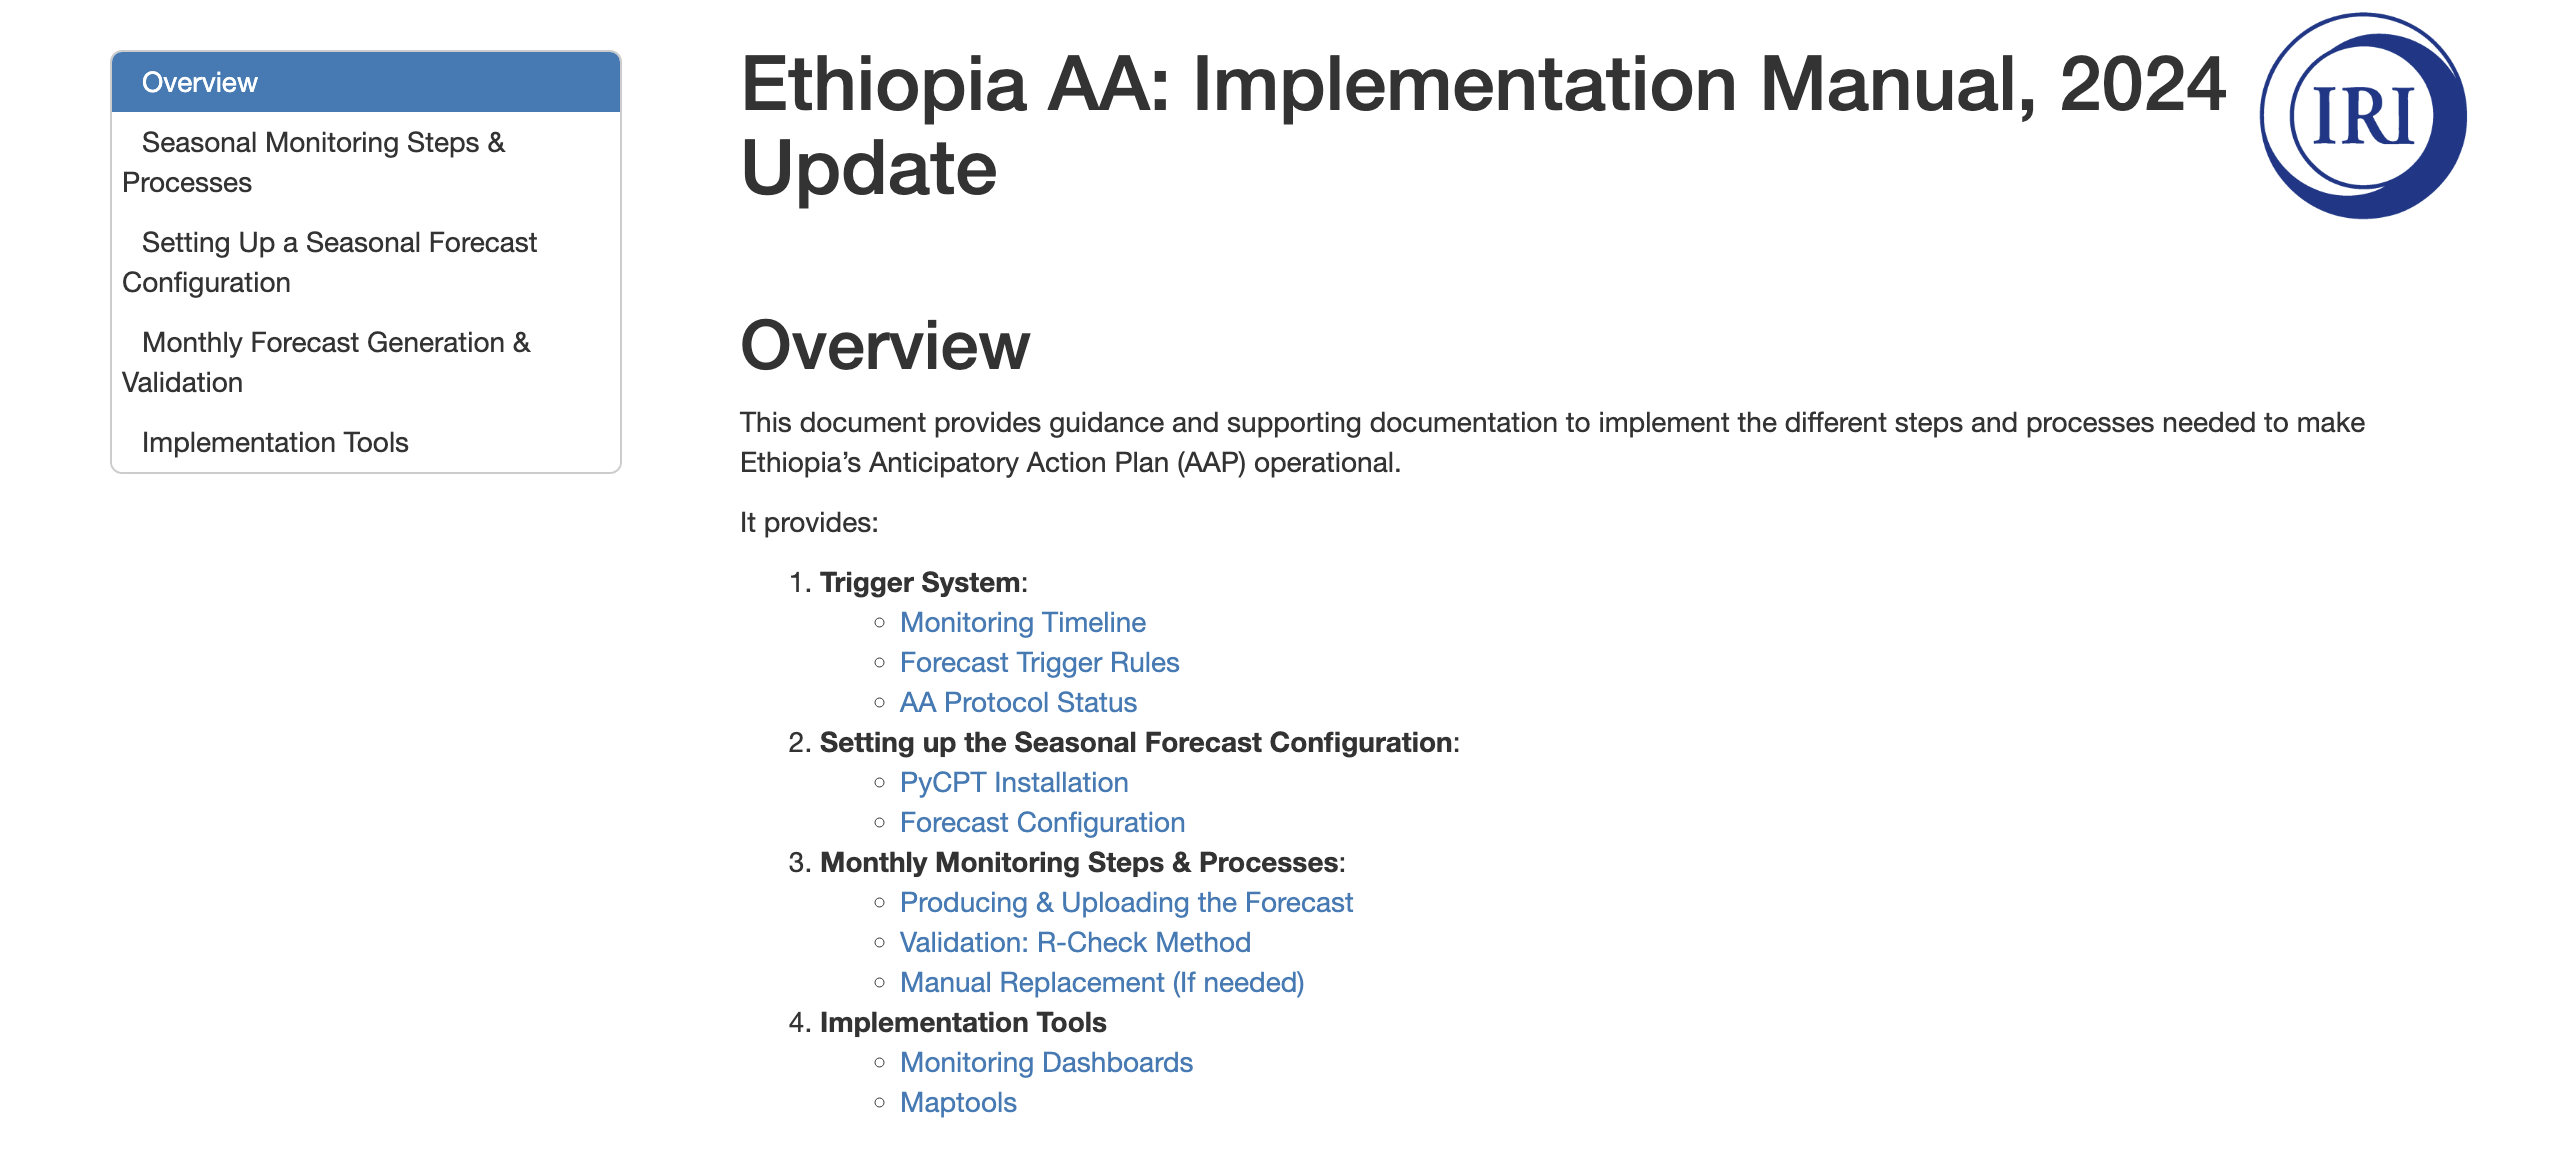 Overview
Seasonal Monitoring Steps &
Processes
Setting Up a Seasonal Forecast
Configuration
Monthly Forecast Generation &
Validation
Implementation Tools
Ethiopia AA: Implementation Manual, 2024
Update
IRI
Overview
This document provides guidance and supporting documentation to implement the different steps and processes needed to make
Ethiopia’s Anticipatory Action Plan (AAP) operational.
It provides:
1. Trigger System:
◦ Monitoring Timeline
◦ Forecast Trigger Rules
◦ AA Protocol Status
2. Setting up the Seasonal Forecast Configuration:
◦ PyCPT Installation
◦ Forecast Configuration
3. Monthly Monitoring Steps & Processes:
◦ Producing & Uploading the Forecast
◦ Validation: R-Check Method
◦ Manual Replacement (If needed)
4. Implementation Tools
◦ Monitoring Dashboards
◦ Maptools